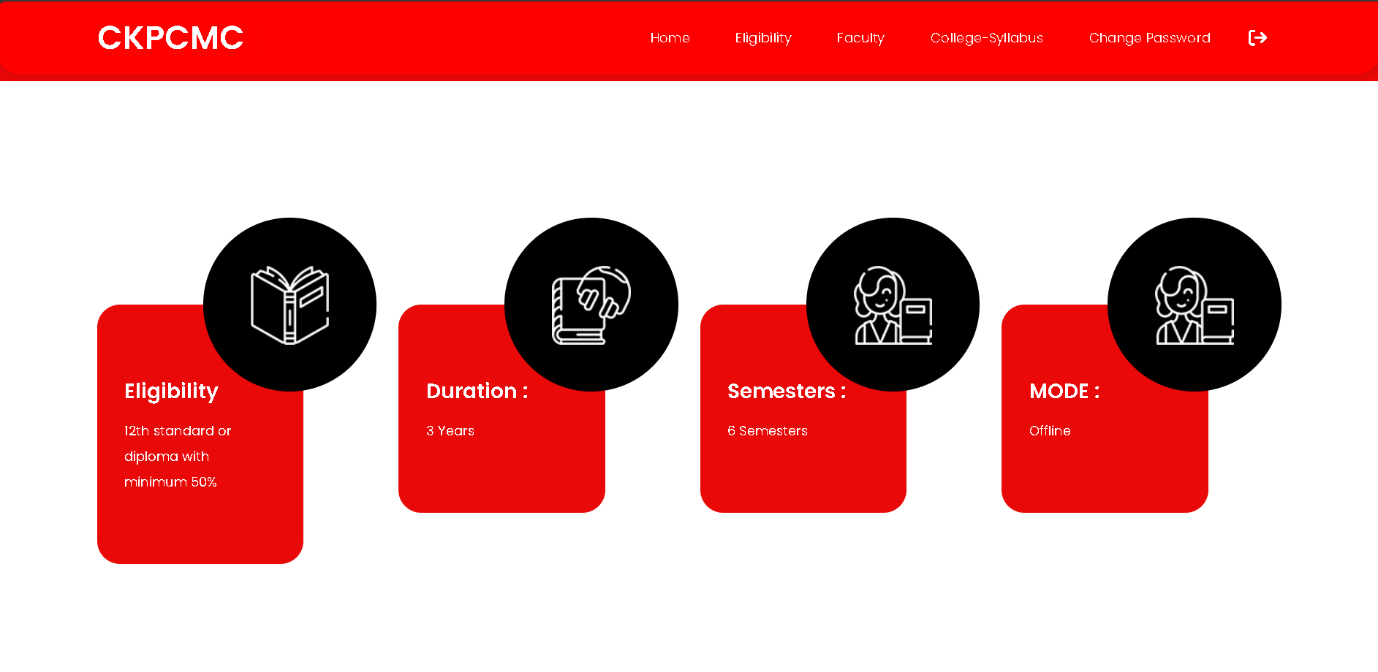 CKPCMC
Home
Eligibility
Faculty
College-Syllabus
Change Password
Eligibility
12th standard or
diploma with
minimum 50%
Duration :
3 Years
Semesters :
6 Semesters
MODE :
Offline